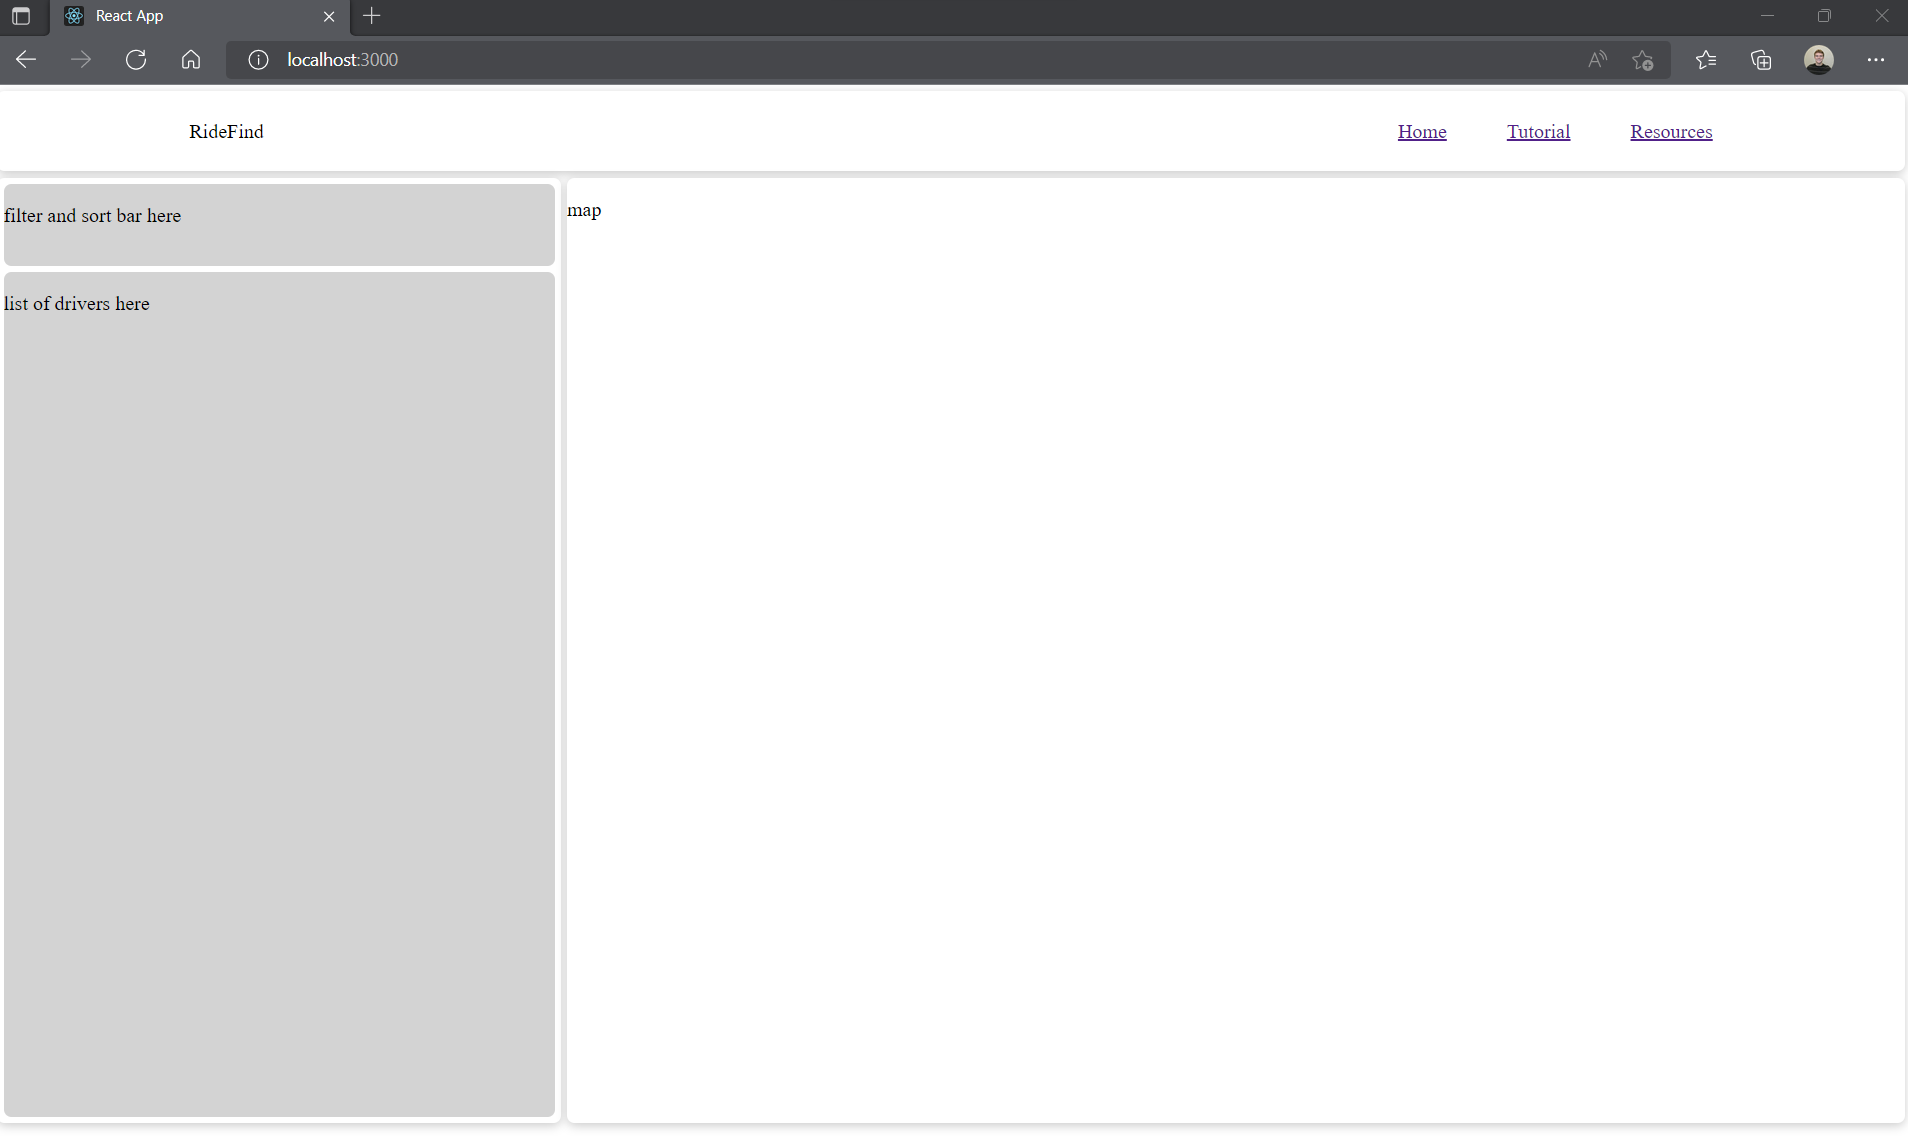 React App
localhost:3000
RideFind
Home Tutorial Resources
filter and sort bar here
map
list of drivers here